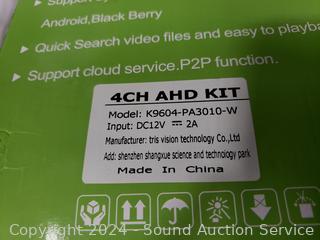 Android,Black Berry
Quick Search video files and easy to playba
Support cloud service.P2P function.
4CH AHD KIT
Model: K9604-PA3010-W
Input: DC12V ⎓ 2A
Manufacturer: tris vision technology Co.,Ltd
Add: shenzhen shangxue science and technology park
Made In China
Copyright 2024 - Sound Auction Service